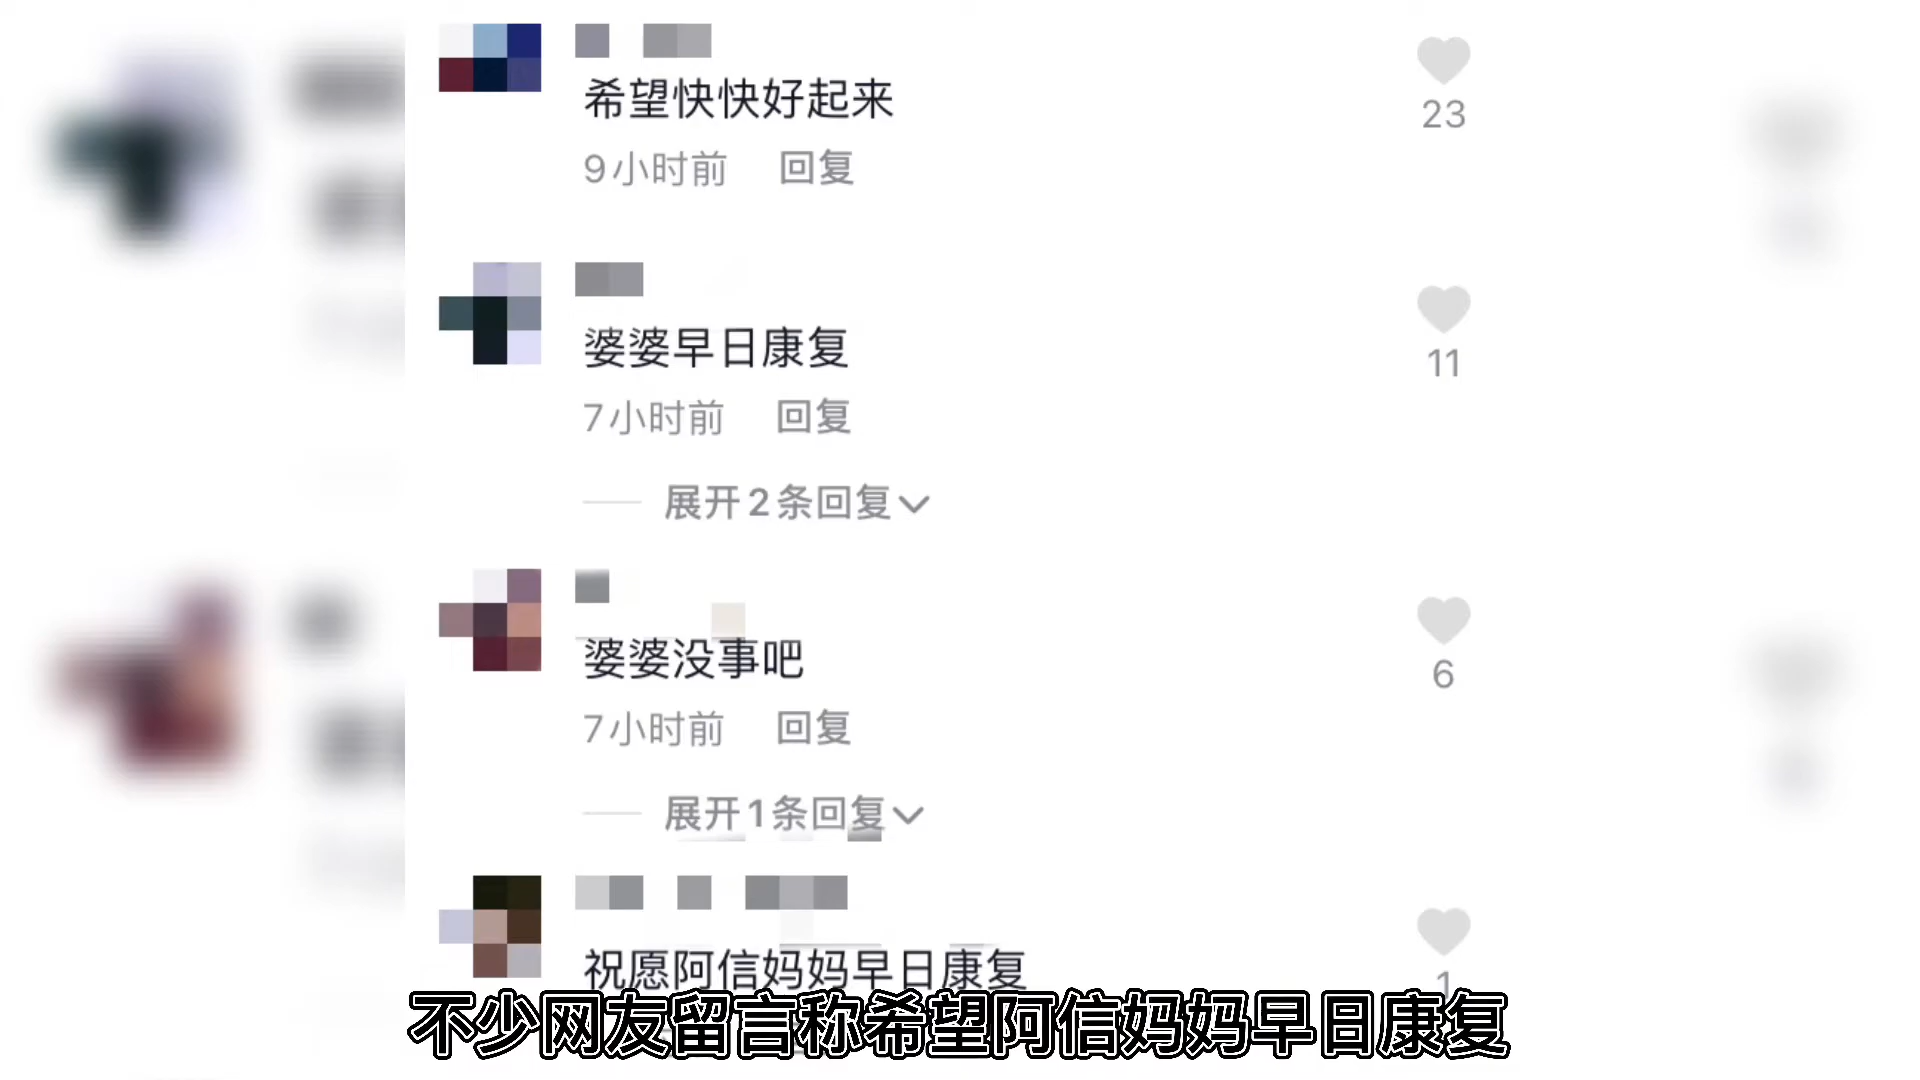 希望快快好起来
23
9小时前 回复
婆婆早日康复
11
7小时前 回复
展开2条回复
婆婆没事吧
6
7小时前 回复
展开1条回复
祝愿阿信妈妈早日康复
1
不少网友留言称希望阿信妈妈早日康复